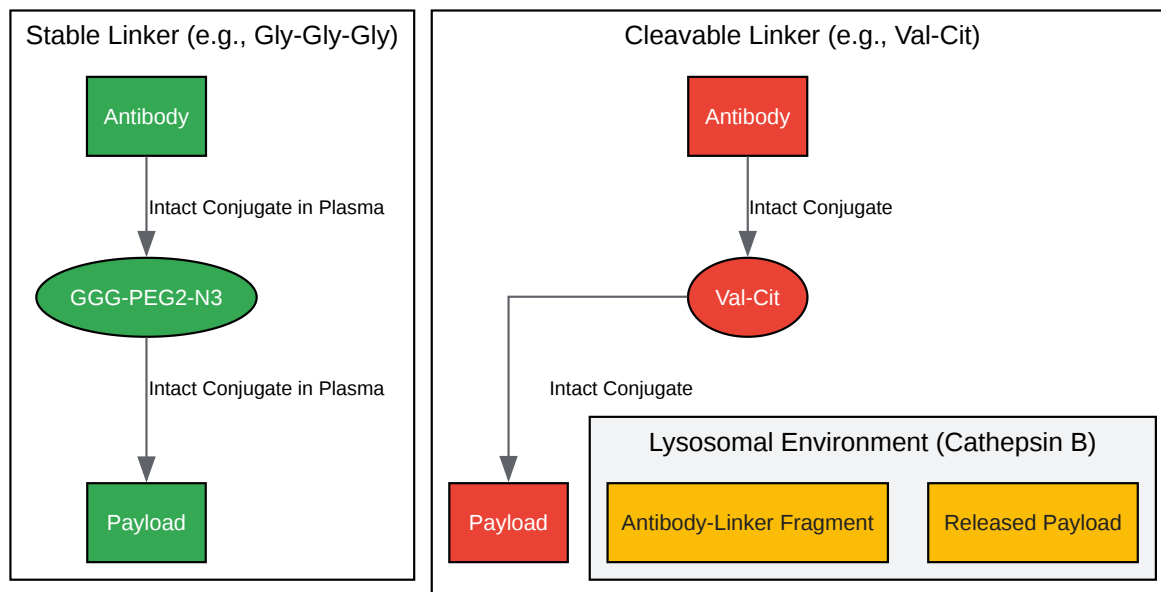 Stable Linker (e.g., Gly-Gly-Gly)
Antibody
Intact Conjugate in Plasma
GGG-PEG2-N3
Intact Conjugate in Plasma
Payload
Cleavable Linker (e.g., Val-Cit)
Antibody
Intact Conjugate
Val-Cit
Intact Conjugate
Payload
Lysosomal Environment (Cathepsin B)
Antibody-Linker Fragment
Released Payload